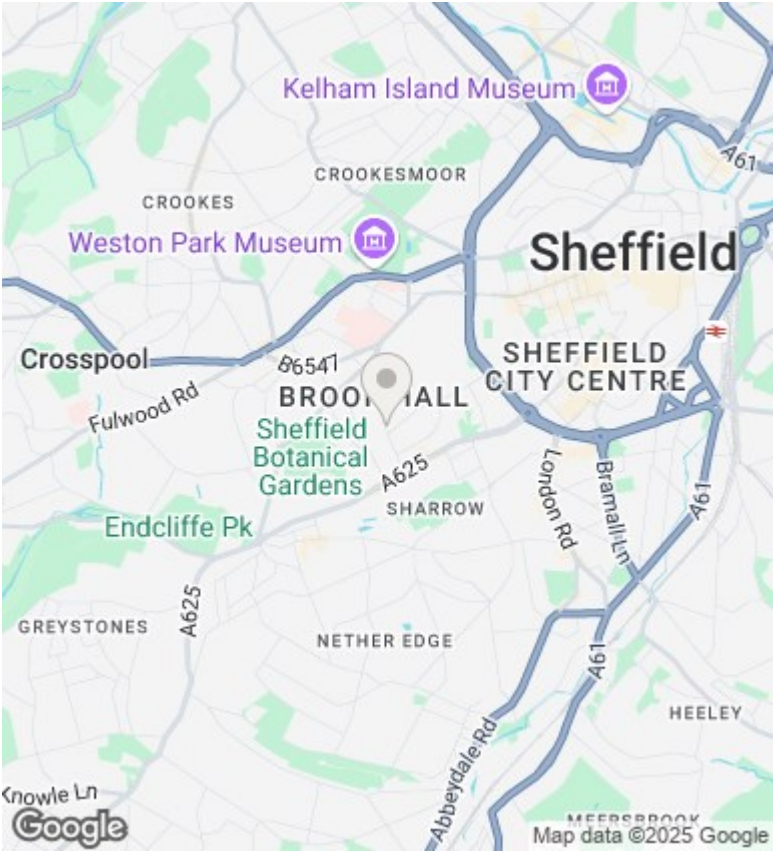 Kelham Island Museum
A61
CROOKESMOOR
CROOKES
Weston Park Museum
Sheffield
Crosspool
B6547
SHEFFIELD
CITY CENTRE
Fulwood Rd
BROO HALL
Sheffield
Botanical
Gardens
A625
London Rd
Bramall Ln
A61
SHARROW
Endcliffe Pk
A625
GREYSTONES
NETHER EDGE
A61
HEELEY
Abbeydale Rd
Knowle Ln
MEERSBROOK
Google
Map data ©2025 Google